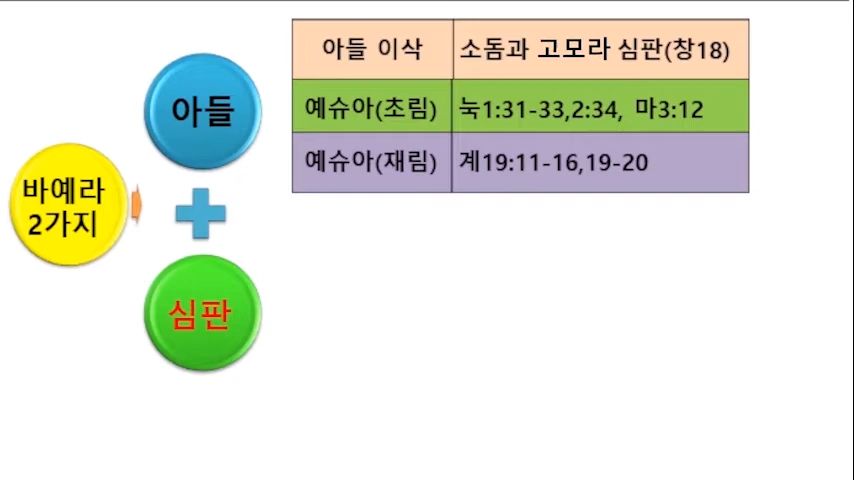 바예라
2가지
아들
심판
아들 이삭 소돔과 고모라 심판(창18)
예슈아(초림) 눅1:31-33,2:34, 마3:12
예슈아(재림) 계19:11-16,19-20